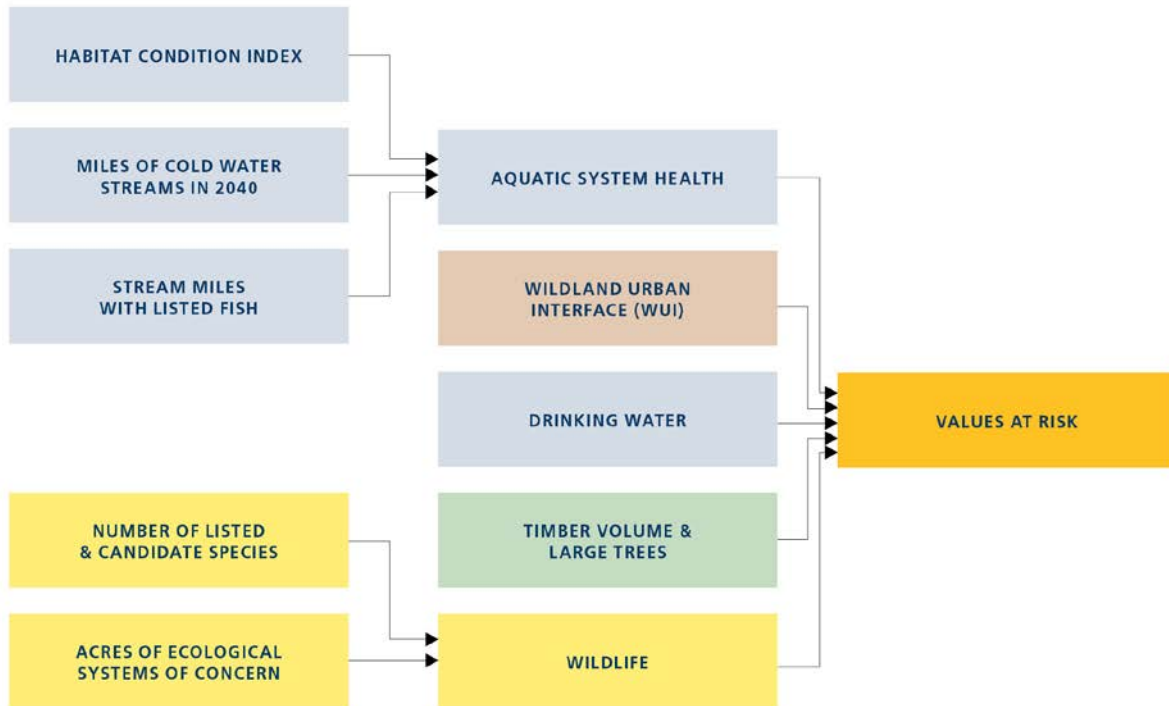 HABITAT CONDITION INDEX
MILES OF COLD WATER
STREAMS IN 2040
STREAM MILES
WITH LISTED FISH
NUMBER OF LISTED
& CANDIDATE SPECIES
ACRES OF ECOLOGICAL
SYSTEMS OF CONCERN
AQUATIC SYSTEM HEALTH
WILDLAND URBAN
INTERFACE (WUI)
DRINKING WATER
TIMBER VOLUME &
LARGE TREES
WILDLIFE
VALUES AT RISK